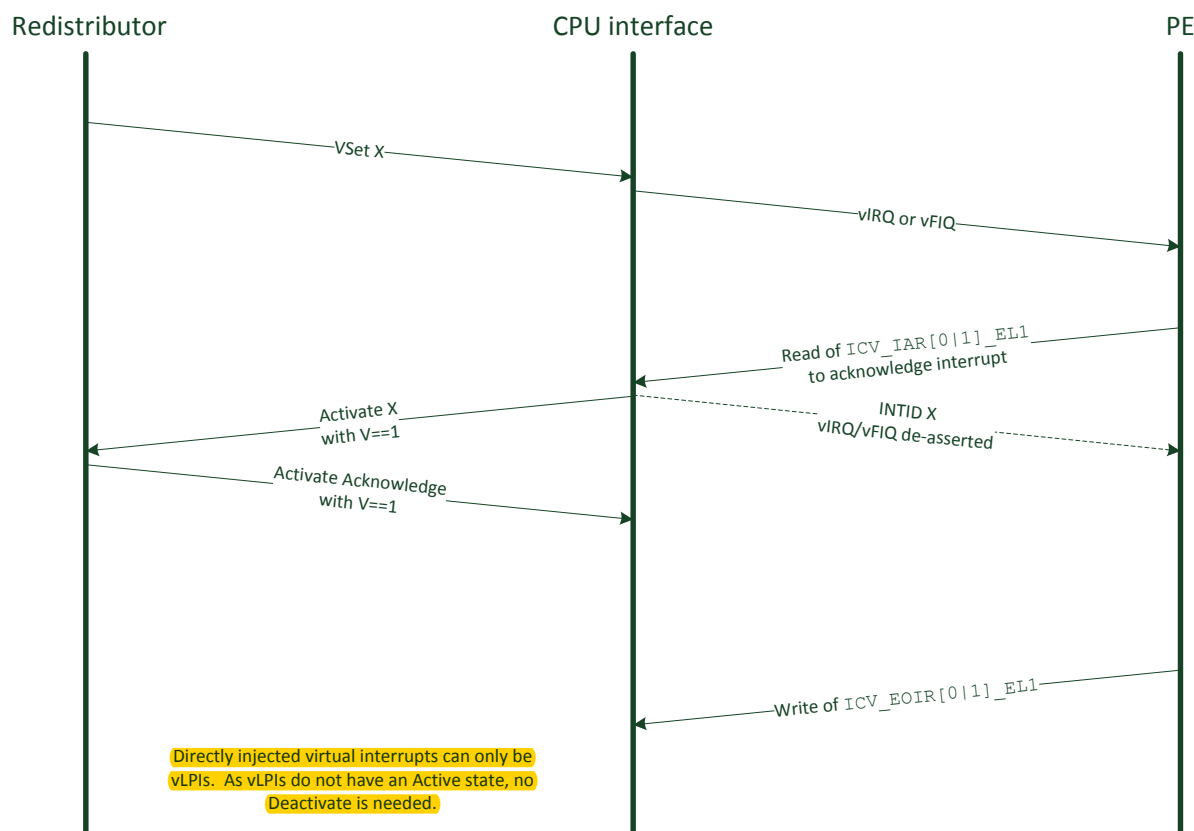 Redistributor
CPU interface
PE
VSet X
vIRQ or vFIQ
Read of ICV_IAR[0|1]_EL1
to acknowledge interrupt
Activate X
with V==1
INTID X
vIRQ/vFIQ de-asserted
Activate Acknowledge
with V==1
Write of ICV_EOIR[0|1]_EL1
Directly injected virtual interrupts can only be
vLPIs.  As vLPIs do not have an Active state, no
Deactivate is needed.